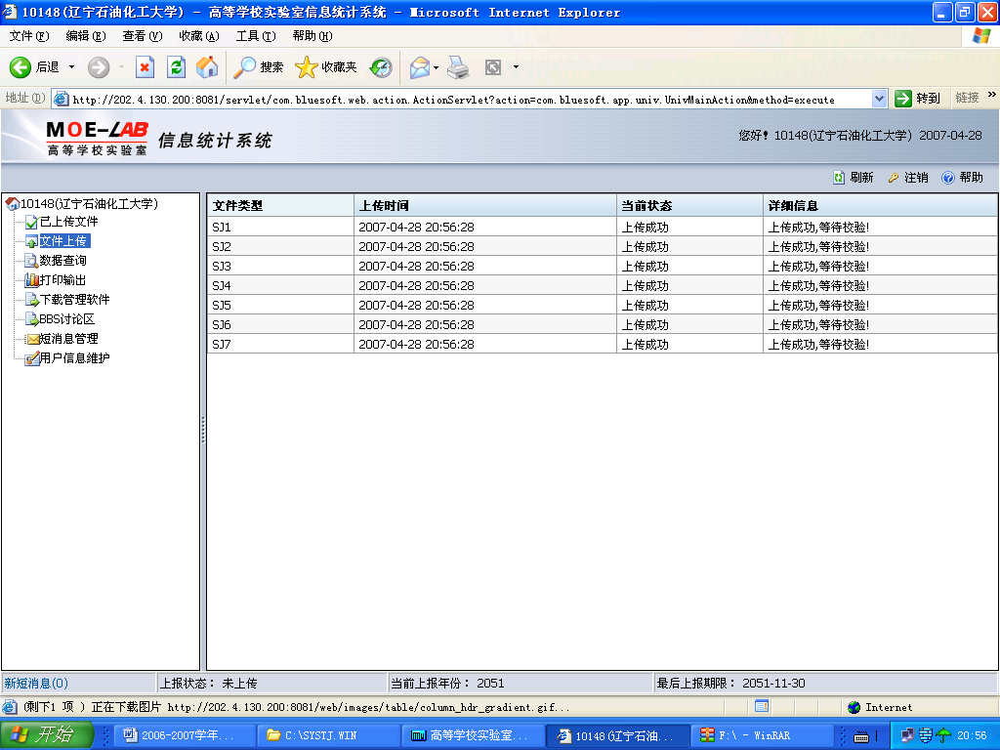 10148(辽宁石油化工大学) - 高等学校实验室信息统计系统 - Microsoft Internet Explorer
文件(F) 编辑(E) 查看(V) 收藏(A) 工具(T) 帮助(H)
后退 搜索 收藏夹
地址(D) http://202.4.130.200:8081/servlet/com.bluesoft.web.action.ActionServlet?action=com.bluesoft.app.univ.UnivMainAction&method=execute 转到 链接 »
MOE-LAB 高等学校实验室 信息统计系统 您好! 10148(辽宁石油化工大学) 2007-04-28
刷新 注销 帮助
10148(辽宁石油化工大学)
已上传文件
文件上传
数据查询
打印输出
下载管理软件
BBS讨论区
短消息管理
用户信息维护
文件类型 上传时间 当前状态 详细信息
SJ1 2007-04-28 20:56:28 上传成功 上传成功,等待校验!
SJ2 2007-04-28 20:56:28 上传成功 上传成功,等待校验!
SJ3 2007-04-28 20:56:28 上传成功 上传成功,等待校验!
SJ4 2007-04-28 20:56:28 上传成功 上传成功,等待校验!
SJ5 2007-04-28 20:56:28 上传成功 上传成功,等待校验!
SJ6 2007-04-28 20:56:28 上传成功 上传成功,等待校验!
SJ7 2007-04-28 20:56:28 上传成功 上传成功,等待校验!
新短消息(0) 上报状态: 未上传 当前上报年份: 2051 最后上报期限: 2051-11-30
(剩下1 项 ) 正在下载图片 http://202.4.130.200:8081/web/images/table/column_hdr_gradient.gif... Internet
开始 2006-2007学年... C:\SYSTJ.WIN 高等学校实验室... 10148(辽宁石油... F:\ - WinRAR 20:56